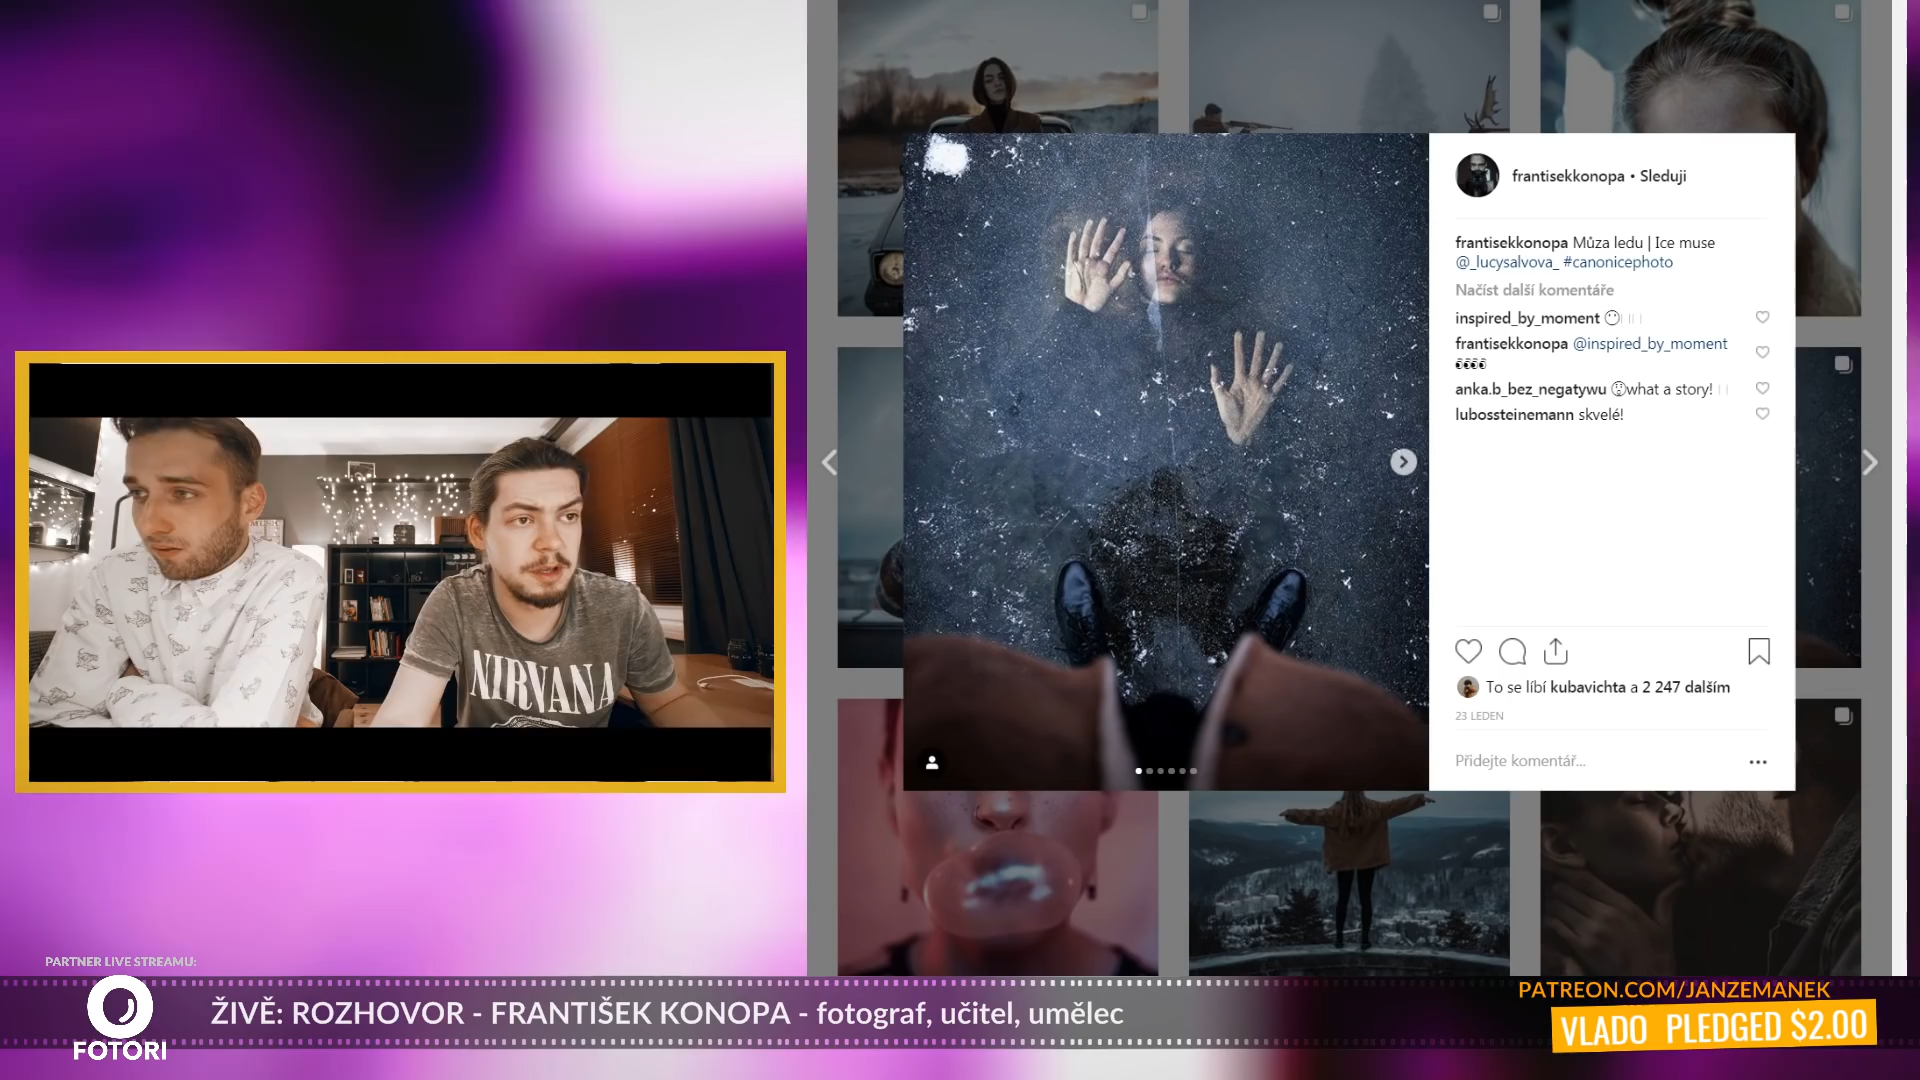 NIRVANA
frantisekkonopa • Sleduji
frantisekkonopa Můza ledu | Ice muse
@_lucysalvova_ #canonicephoto
Načíst další komentáře
inspired_by_moment
frantisekkonopa @inspired_by_moment
anka.b_bez_negatywu what a story!
lubossteinemann skvelé!
To se líbí kubavichta a 2 247 dalším
23 LEDEN
Přidejte komentář...
PARTNER LIVE STREAMU:
FOTORI
ŽIVĚ: ROZHOVOR - FRANTIŠEK KONOPA - fotograf, učitel, umělec
PATREON.COM/JANZEMANEK
VLADO PLEDGED $2.00